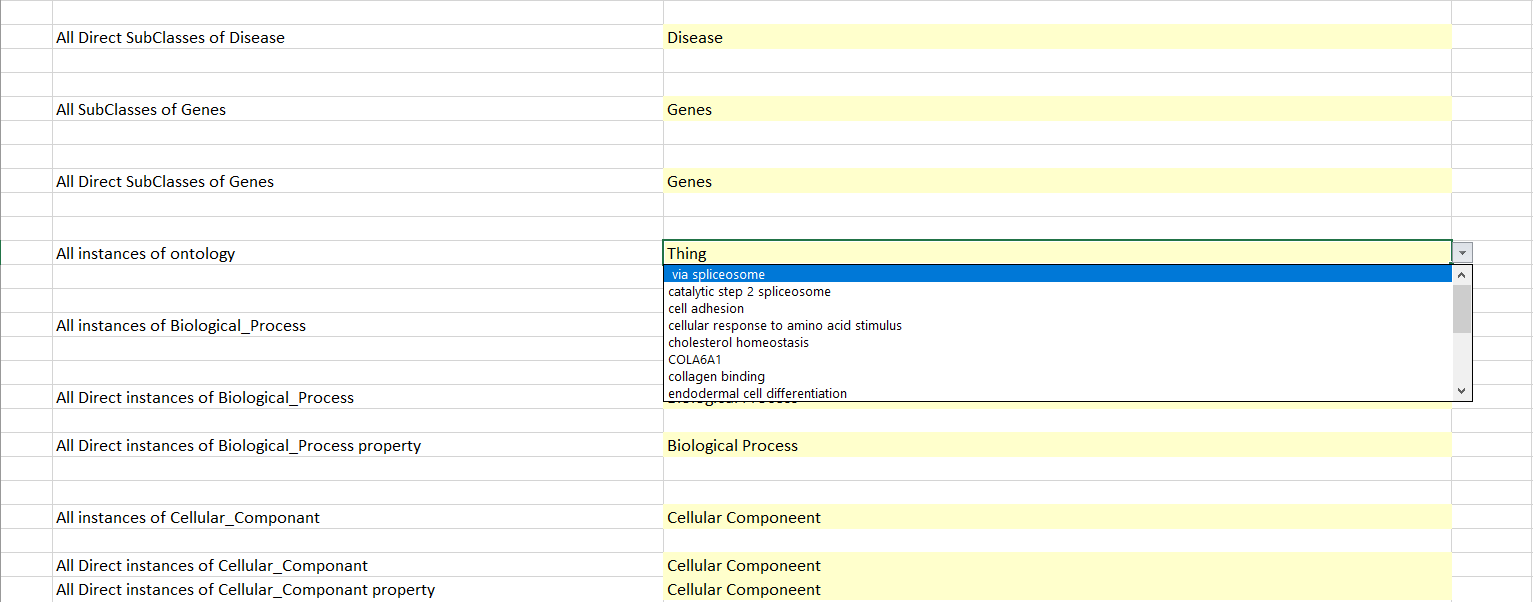 All Direct SubClasses of Disease Disease
All SubClasses of Genes Genes
All Direct SubClasses of Genes Genes
All instances of ontology Thing
via spliceosome
catalytic step 2 spliceosome
cell adhesion
cellular response to amino acid stimulus
All instances of Biological_Process
cholesterol homeostasis
COLA6A1
collagen binding
endodermal cell differentiation
All Direct instances of Biological_Process
All Direct instances of Biological_Process property Biological Process
All instances of Cellular_Componant Cellular Componeent
All Direct instances of Cellular_Componant Cellular Componeent
All Direct instances of Cellular_Componant property Cellular Componeent